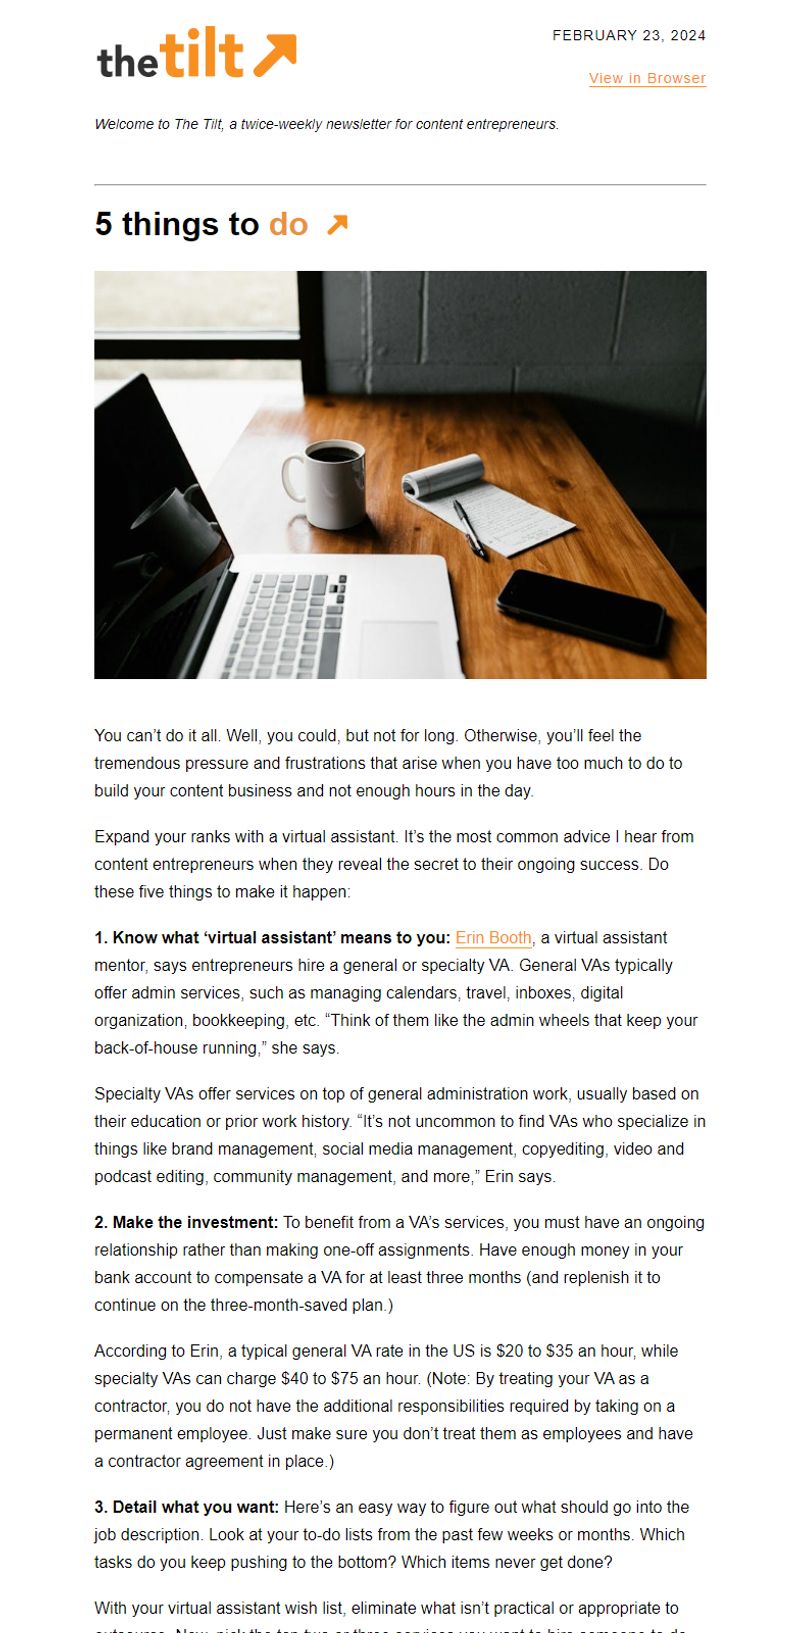 the tilt
FEBRUARY 23, 2024
View in Browser
Welcome to The Tilt, a twice-weekly newsletter for content entrepreneurs.
5 things to do
You can’t do it all. Well, you could, but not for long. Otherwise, you’ll feel the
tremendous pressure and frustrations that arise when you have too much to do to
build your content business and not enough hours in the day.
Expand your ranks with a virtual assistant. It’s the most common advice I hear from
content entrepreneurs when they reveal the secret to their ongoing success. Do
these five things to make it happen:
1. Know what ‘virtual assistant’ means to you: Erin Booth, a virtual assistant
mentor, says entrepreneurs hire a general or specialty VA. General VAs typically
offer admin services, such as managing calendars, travel, inboxes, digital
organization, bookkeeping, etc. “Think of them like the admin wheels that keep your
back-of-house running,” she says.
Specialty VAs offer services on top of general administration work, usually based on
their education or prior work history. “It’s not uncommon to find VAs who specialize in
things like brand management, social media management, copyediting, video and
podcast editing, community management, and more,” Erin says.
2. Make the investment: To benefit from a VA’s services, you must have an ongoing
relationship rather than making one-off assignments. Have enough money in your
bank account to compensate a VA for at least three months (and replenish it to
continue on the three-month-saved plan.)
According to Erin, a typical general VA rate in the US is $20 to $35 an hour, while
specialty VAs can charge $40 to $75 an hour. (Note: By treating your VA as a
contractor, you do not have the additional responsibilities required by taking on a
permanent employee. Just make sure you don’t treat them as employees and have
a contractor agreement in place.)
3. Detail what you want: Here’s an easy way to figure out what should go into the
job description. Look at your to-do lists from the past few weeks or months. Which
tasks do you keep pushing to the bottom? Which items never get done?
With your virtual assistant wish list, eliminate what isn’t practical or appropriate to